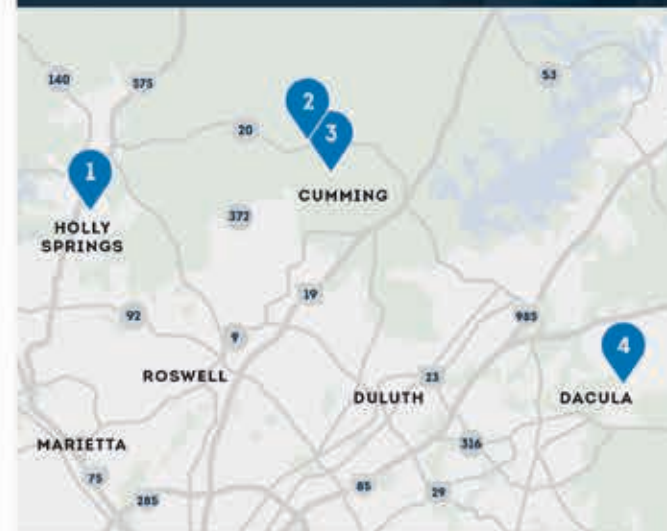 140
575
53
2
20
3
1
CUMMING
HOLLY
SPRINGS
372
19
92
985
9
4
ROSWELL
23
DULUTH
DACULA
MARIETTA
316
75
85
29
285